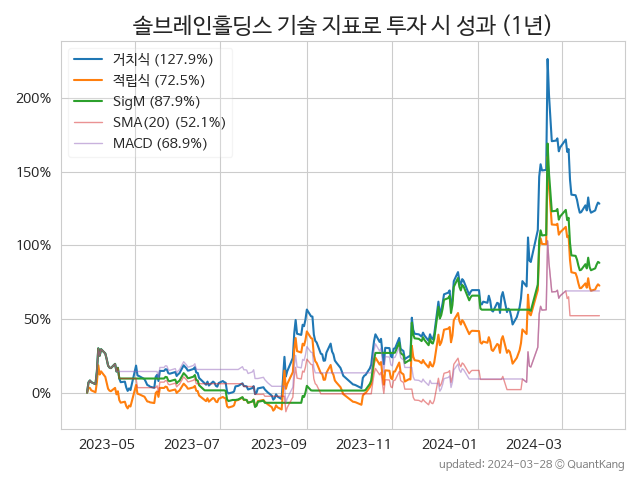 솔브레인홀딩스 기술 지표로 투자 시 성과 (1년)
거치식 (127.9%)
적립식 (72.5%)
SigM (87.9%)
SMA(20) (52.1%)
MACD (68.9%)
200%
150%
100%
50%
0%
2023-05 2023-07 2023-09 2023-11 2024-01 2024-03
updated: 2024-03-28 © QuantKang